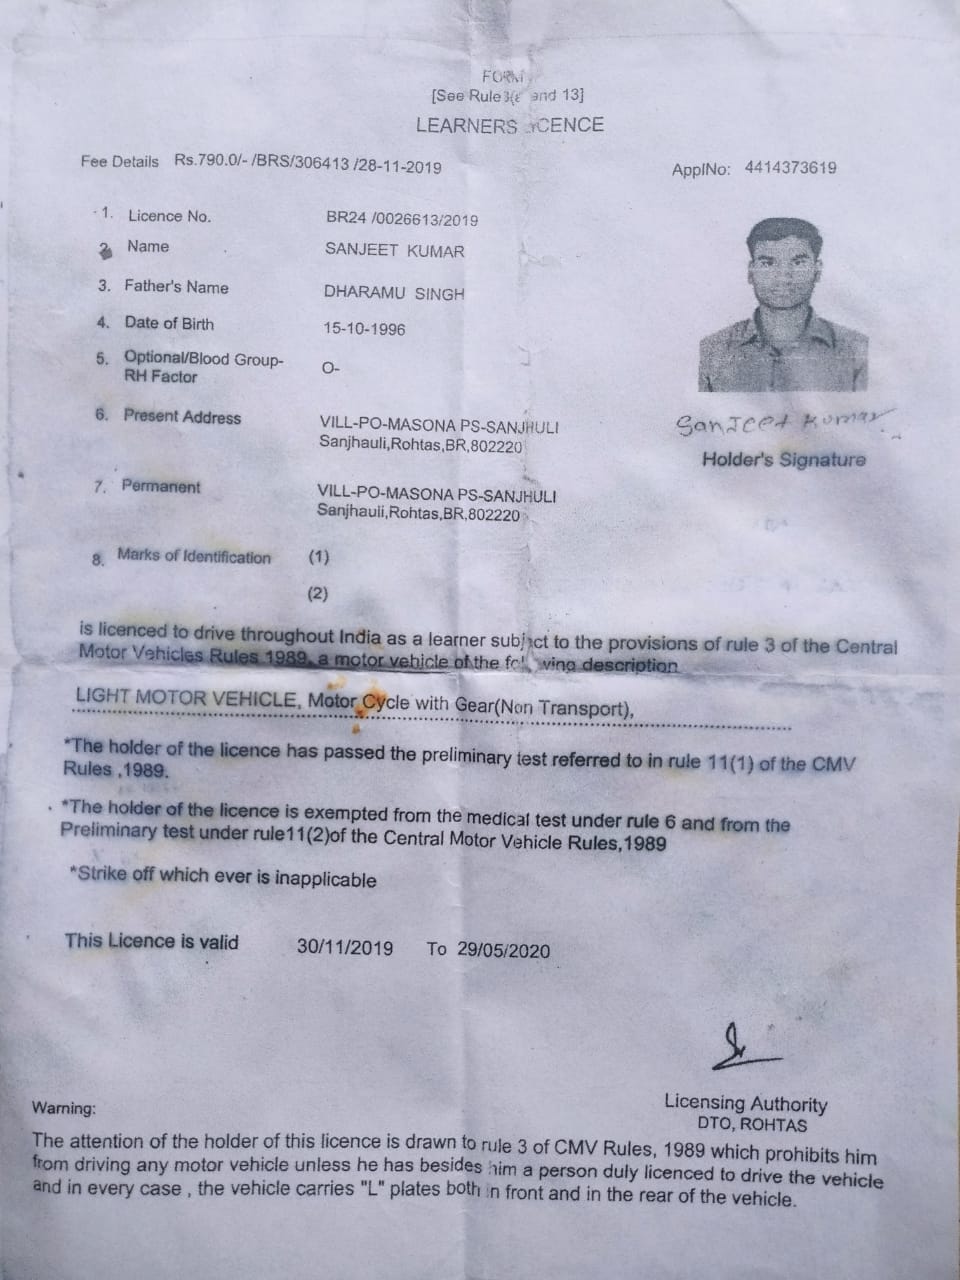 FORM
[See Rule and 13]
LEARNERS
Fee Details Rs.790.0/- /BRS/306413 /28-11-2019
ApplNo: 4414373619
1. Licence No. BR24 /0026613/2019
2. Name SANJEET KUMAR
3. Father's Name DHARAMU SINGH
4. Date of Birth 15-10-1996
5. Optional/Blood Group- O-
RH Factor
6. Present Address VILL-PO-MASONA PS-SANJHULI
Sanjhauli,Rohtas,BR,802220
SanJeet Kumar
Holder's Signature
7. Permanent VILL-PO-MASONA PS-SANJHULI
Sanjhauli,Rohtas,BR,802220
8. Marks of Identification (1)
(2)
is licenced to drive throughout India as a learner subject to the provisions of rule 3 of the Central
Motor Vehicles Rules 1989, a motor vehicle of the following description
LIGHT MOTOR VEHICLE, Motor Cycle with Gear(Non Transport),
*The holder of the licence has passed the preliminary test referred to in rule 11(1) of the CMV
Rules ,1989.
*The holder of the licence is exempted from the medical test under rule 6 and from the
Preliminary test under rule11(2)of the Central Motor Vehicle Rules,1989
*Strike off which ever is inapplicable
This Licence is valid 30/11/2019 To 29/05/2020
Licensing Authority
DTO, ROHTAS
Warning:
The attention of the holder of this licence is drawn to rule 3 of CMV Rules, 1989 which prohibits him
from driving any motor vehicle unless he has besides him a person duly licenced to drive the vehicle
and in every case , the vehicle carries "L" plates both in front and in the rear of the vehicle.